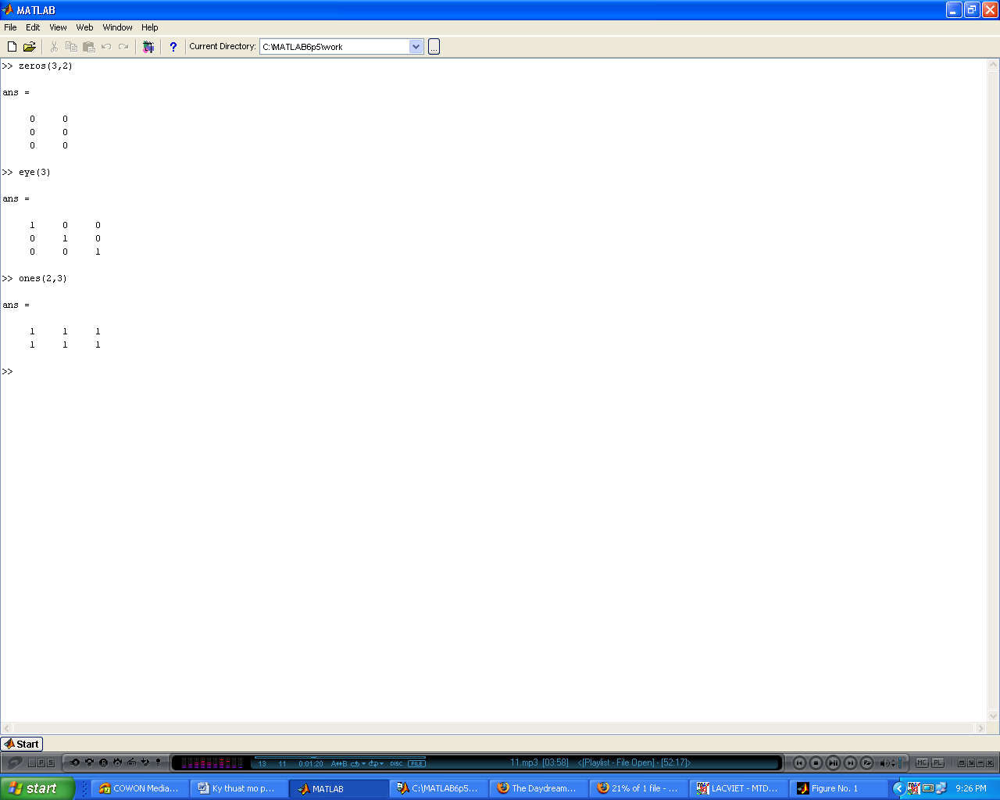 MATLAB
File Edit View Web Window Help
? Current Directory: C:\MATLAB6p5\work ...
>> zeros(3,2)
ans =
0 0
0 0
0 0
>> eye(3)
ans =
1 0 0
0 1 0
0 0 1
>> ones(2,3)
ans =
1 1 1
1 1 1
>>
Start
13 11 0:01:20 A↔B DISC FILE 11.mp3 [03:58] <[Playlist - File Open] - [52:17]> MC PL
start COWON Media... Ky thuat mo p... MATLAB C:\MATLAB6p5... The Daydream... 21% of 1 file - ... LACVIET - MTD... Figure No. 1 9:26 PM